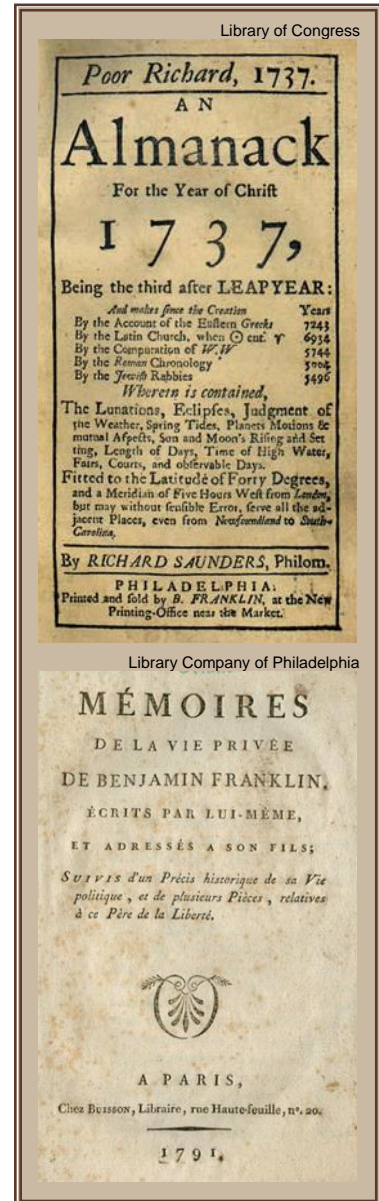 Library of Congress
Poor Richard, 1737.
AN
Almanack
For the Year of Chriſt
1737,
Being the third after LEAP YEAR:
And makes ſince the Creation Years
By the Account of the Eaſtern Greeks 7245
By the Latin Church, when ☉ ent. ♈ 6934
By the Computation of W.W 5744
By the Roman Chronology
By the Jewiſh Rabbies 5496
Wherein is contained,
The Lunations, Eclipſes, Judgment of
the Weather, Spring Tides, Planets Motions &
mutual Aſpects, Sun and Moon's Riſing and Set
ting, Length of Days, Time of High Water,
Fairs, Courts, and obſervable Days.
Fitted to the Latitude of Forty Degrees,
and a Meridian of Five Hours Weſt from London,
but may without ſenſible Error, ſerve all the ad-
jacent Places, even from Newfoundland to South-
Carolina,
By RICHARD SAUNDERS, Philom.
PHILADELPHIA:
Printed and ſold by B. FRANKLIN, at the New
Printing-Office near the Market.
Library Company of Philadelphia
MÉMOIRES
DE LA VIE PRIVÉE
DE BENJAMIN FRANKLIN,
ÉCRITS PAR LUI-MÊME,
ET ADRESSÉS A SON FILS;
Suivis d'un Précis historique de sa Vie
politique, et de plusieurs Pièces, relatives
à ce Père de la Liberté.
A PARIS,
Chez Buisson, Libraire, rue Haute-feuille, nº. 20.
1791.